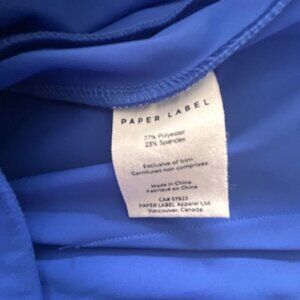 PAPER LABEL
77% Polyester
23% Spandex
Exclusive of trim
Garnitures non comprises
Made in China
Fabriqué en China
CA# 57823
PAPER LABEL Apparel Ltd.
Vancouver, Canada